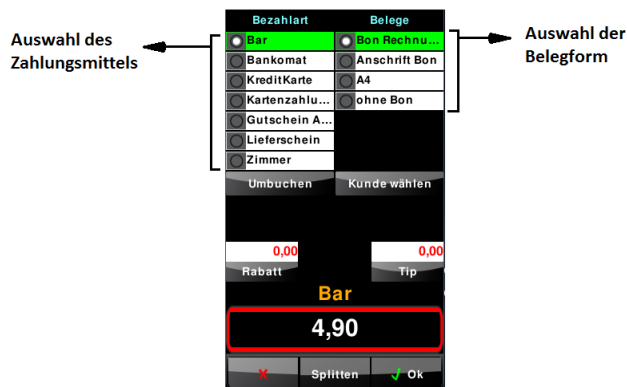 Auswahl des
Zahlungsmittels
Bezahlart
Bar
Bankomat
KreditKarte
Kartenzahlu...
Gutschein A...
Lieferschein
Zimmer
Belege
Bon Rechnu...
Anschrift Bon
A4
ohne Bon
Auswahl der
Belegform
Umbuchen
Kunde wählen
0,00
Rabatt
0,00
Tip
Bar
4,90
Splitten
Ok